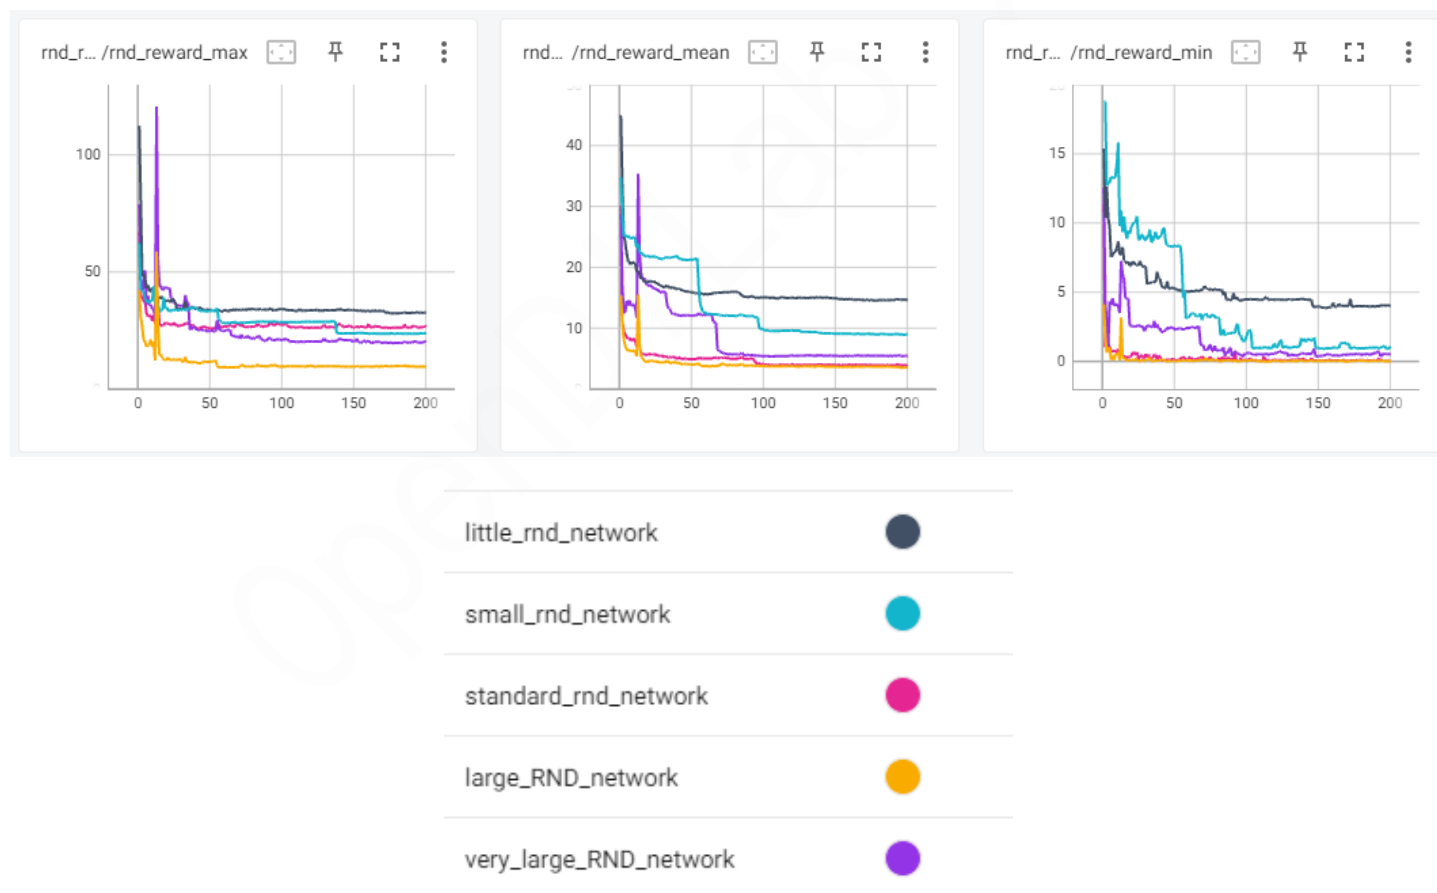 rnd_r... /rnd_reward_max
100
50
0 50 100 150 200
rnd... /rnd_reward_mean
40
30
20
10
0 50 100 150 200
rnd_r... /rnd_reward_min
15
10
5
0
0 50 100 150 200
little_rnd_network
small_rnd_network
standard_rnd_network
large_RND_network
very_large_RND_network